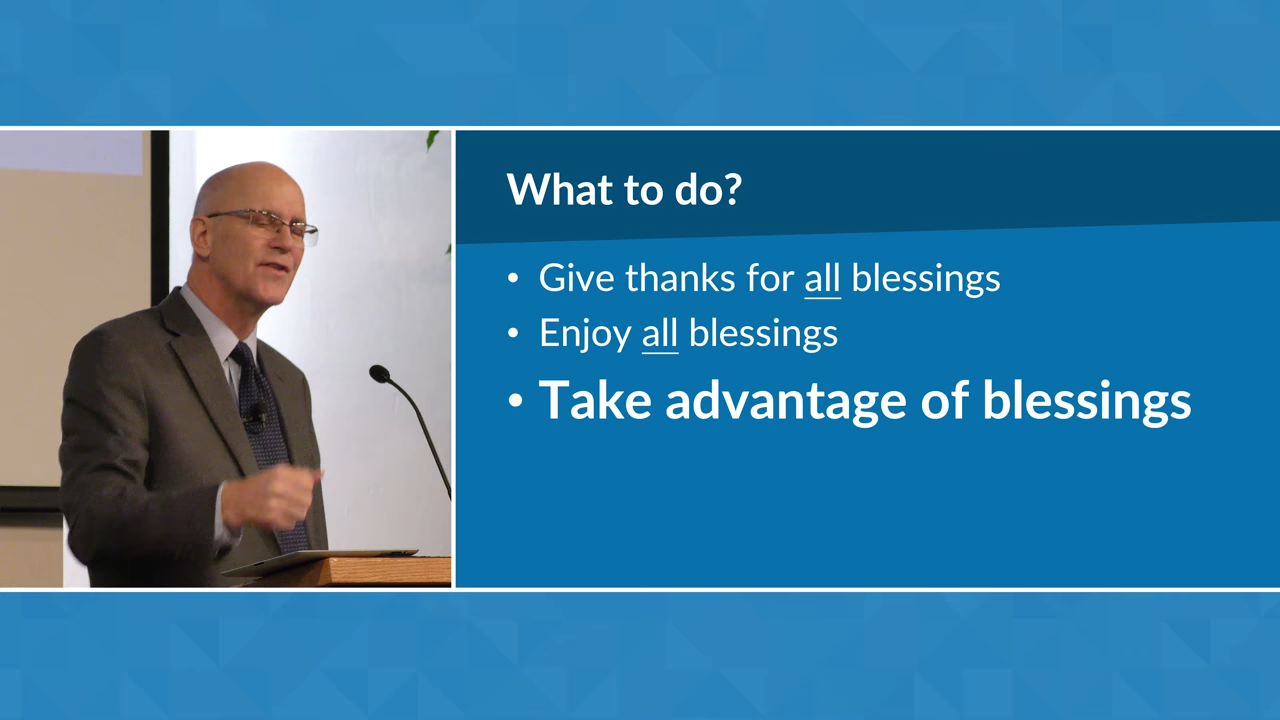 What to do?
• Give thanks for all blessings
• Enjoy all blessings
• Take advantage of blessings